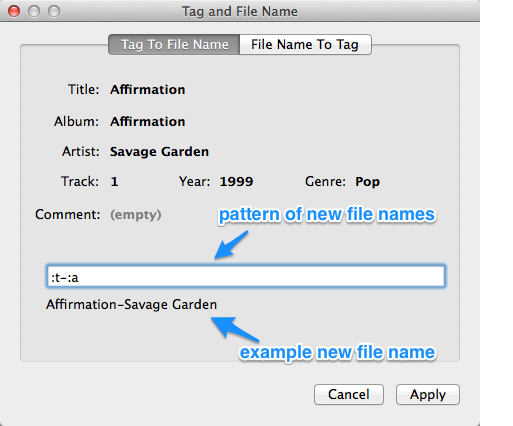 Tag and File Name
Tag To File Name File Name To Tag
Title: Affirmation
Album: Affirmation
Artist: Savage Garden
Track: 1 Year: 1999 Genre: Pop
Comment: (empty)
pattern of new file names
:t-:a
Affirmation-Savage Garden
example new file name
Cancel Apply